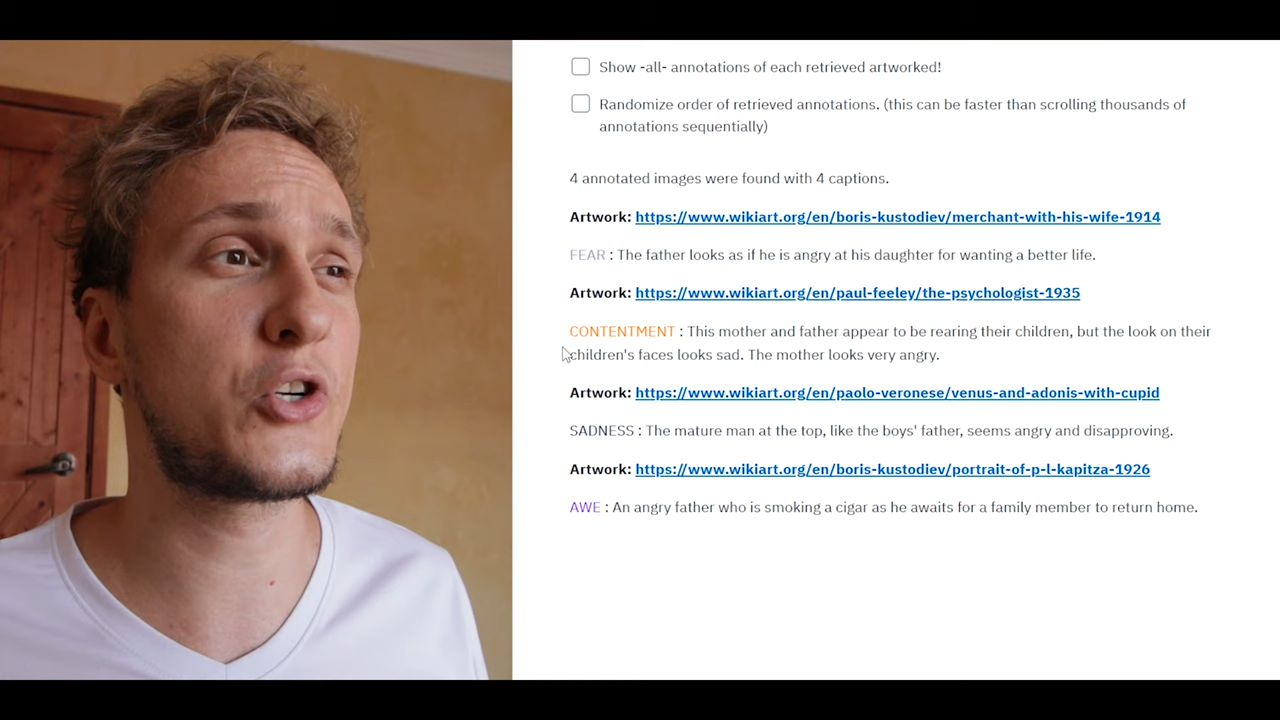 Show -all- annotations of each retrieved artworked!
Randomize order of retrieved annotations. (this can be faster than scrolling thousands of
annotations sequentially)
4 annotated images were found with 4 captions.
Artwork: https://www.wikiart.org/en/boris-kustodiev/merchant-with-his-wife-1914
FEAR : The father looks as if he is angry at his daughter for wanting a better life.
Artwork: https://www.wikiart.org/en/paul-feeley/the-psychologist-1935
CONTENTMENT : This mother and father appear to be rearing their children, but the look on their
children's faces looks sad. The mother looks very angry.
Artwork: https://www.wikiart.org/en/paolo-veronese/venus-and-adonis-with-cupid
SADNESS : The mature man at the top, like the boys' father, seems angry and disapproving.
Artwork: https://www.wikiart.org/en/boris-kustodiev/portrait-of-p-l-kapitza-1926
AWE : An angry father who is smoking a cigar as he awaits for a family member to return home.